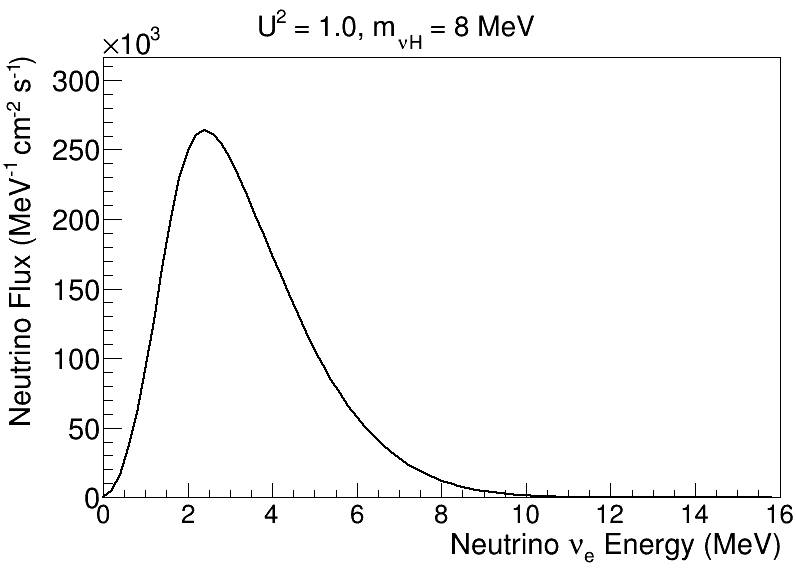 U² = 1.0, m_νH = 8 MeV
×10³
Neutrino Flux (MeV⁻¹ cm⁻² s⁻¹)
300
250
200
150
100
50
0
0 2 4 6 8 10 12 14 16
Neutrino νₑ Energy (MeV)